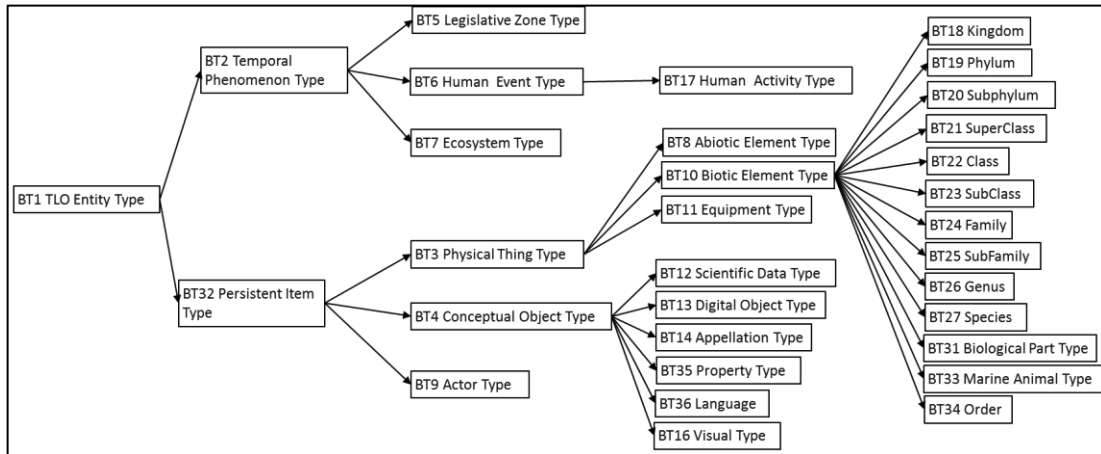 BT1 TLO Entity Type
BT2 Temporal
Phenomenon Type
BT32 Persistent Item
Type
BT5 Legislative Zone Type
BT6 Human Event Type
BT7 Ecosystem Type
BT3 Physical Thing Type
BT4 Conceptual Object Type
BT9 Actor Type
BT17 Human Activity Type
BT8 Abiotic Element Type
BT10 Biotic Element Type
BT11 Equipment Type
BT12 Scientific Data Type
BT13 Digital Object Type
BT14 Appellation Type
BT35 Property Type
BT36 Language
BT16 Visual Type
BT18 Kingdom
BT19 Phylum
BT20 Subphylum
BT21 SuperClass
BT22 Class
BT23 SubClass
BT24 Family
BT25 SubFamily
BT26 Genus
BT27 Species
BT31 Biological Part Type
BT33 Marine Animal Type
BT34 Order